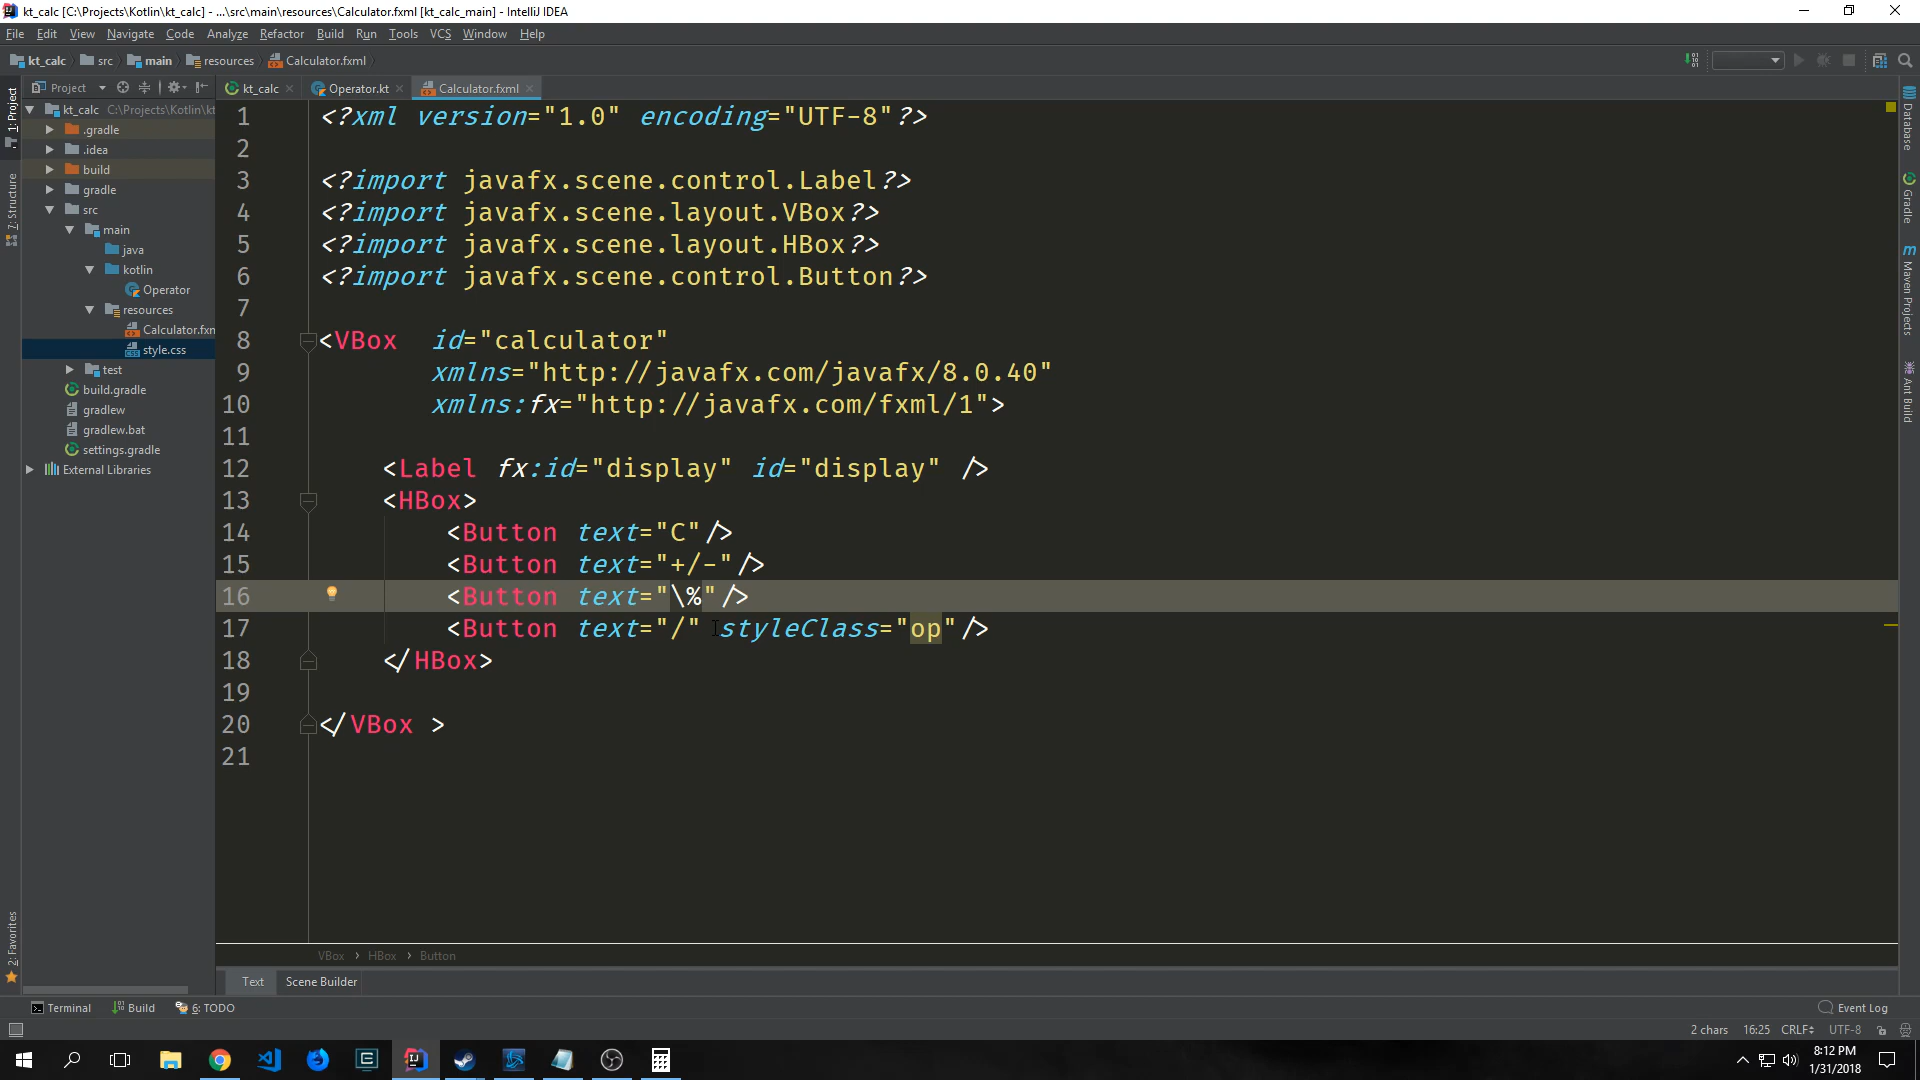 kt_calc [C:\Projects\Kotlin\kt_calc] - ...\src\main\resources\Calculator.fxml [kt_calc_main] - IntelliJ IDEA
File Edit View Navigate Code Analyze Refactor Build Run Tools VCS Window Help
kt_calc src main resources Calculator.fxml
1: Project
7: Structure
2: Favorites
Project
kt_calc C:\Projects\Kotlin\kt
.gradle
.idea
build
gradle
src
main
java
kotlin
Operator
resources
Calculator.fxm
style.css
test
build.gradle
gradlew
gradlew.bat
settings.gradle
External Libraries
kt_calc Operator.kt Calculator.fxml
1 <?xml version="1.0" encoding="UTF-8"?>
2
3 <?import javafx.scene.control.Label?>
4 <?import javafx.scene.layout.VBox?>
5 <?import javafx.scene.layout.HBox?>
6 <?import javafx.scene.control.Button?>
7
8 <VBox id="calculator"
9 xmlns="http://javafx.com/javafx/8.0.40"
10 xmlns:fx="http://javafx.com/fxml/1">
11
12 <Label fx:id="display" id="display" />
13 <HBox>
14 <Button text="C"/>
15 <Button text="+/-"/>
16 <Button text="\%"/>
17 <Button text="/" styleClass="op"/>
18 </HBox>
19
20 </VBox >
21
Database
Gradle
Maven Projects
Ant Build
VBox › HBox › Button
Text Scene Builder
Terminal Build 6: TODO Event Log
2 chars 16:25 CRLF UTF-8
8:12 PM
1/31/2018